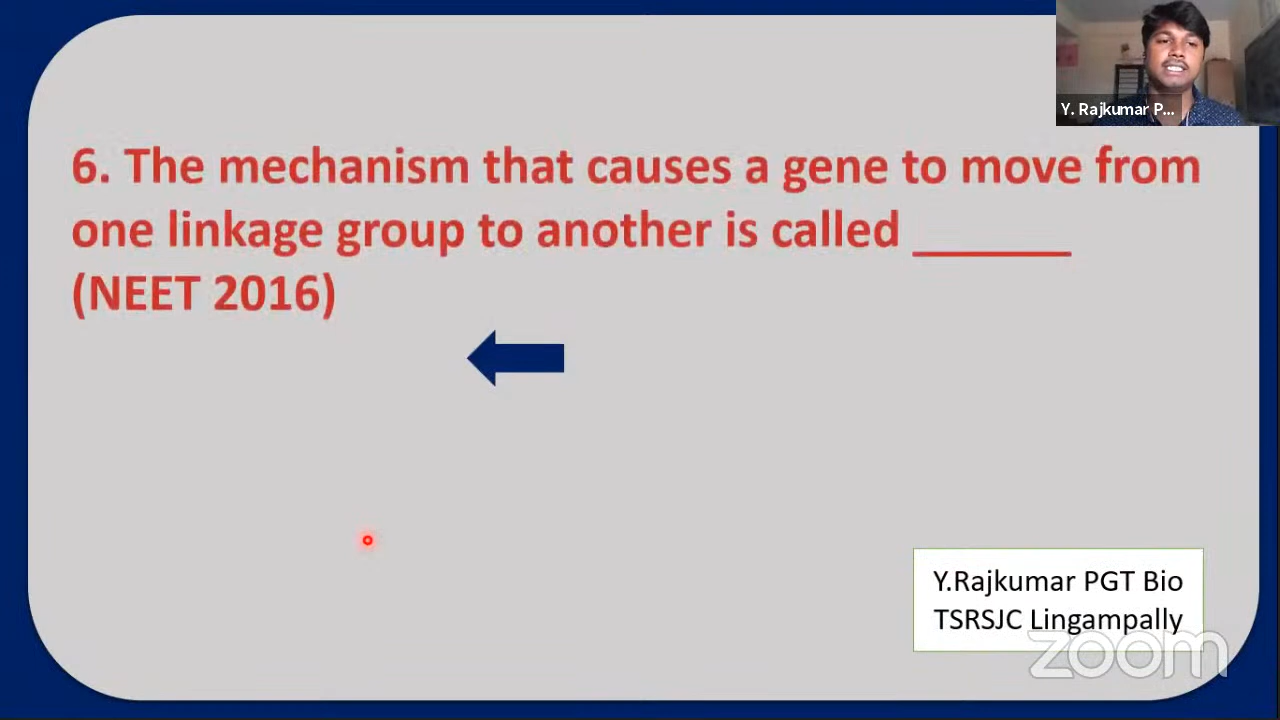 Y. Rajkumar P...
6. The mechanism that causes a gene to move from
one linkage group to another is called ______
(NEET 2016)
Y.Rajkumar PGT Bio
TSRSJC Lingampally
zoom